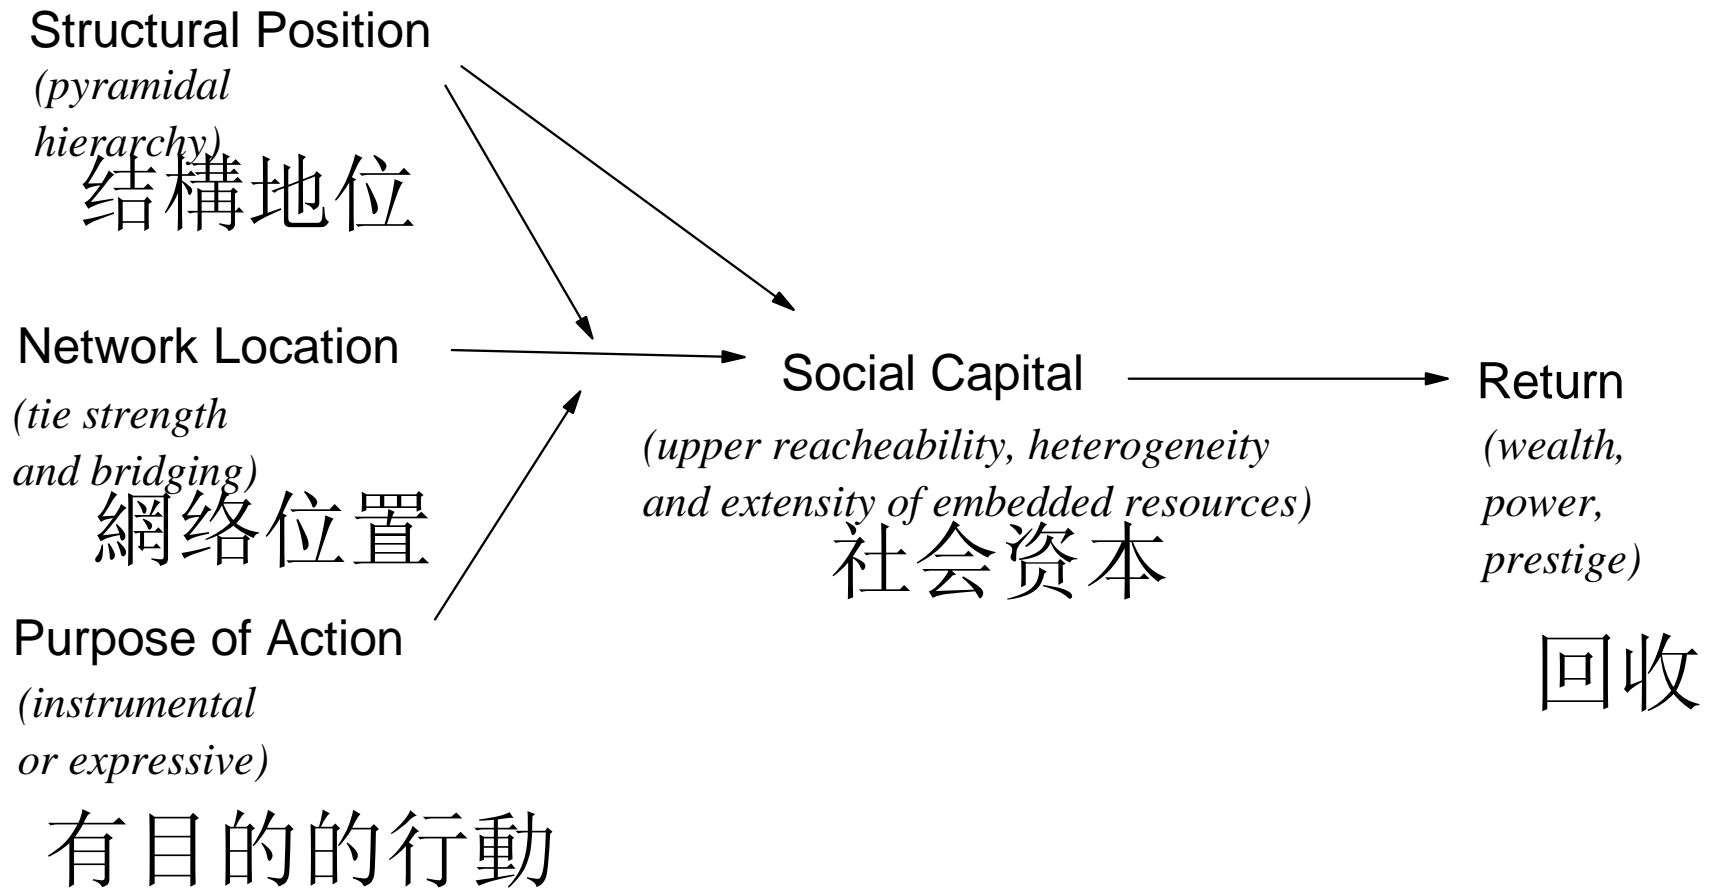 Structural Position
(pyramidal
hierarchy)
结構地位
Network Location
(tie strength
and bridging)
網络位置
Purpose of Action
(instrumental
or expressive)
有目的的行動
Social Capital
(upper reacheability, heterogeneity
and extensity of embedded resources)
社会资本
Return
(wealth,
power,
prestige)
回收